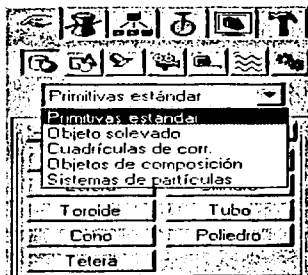 Primitivas estándar
Primitivas estándar
Objeto solevado
Cuadrículas de corr.
Objetos de composición
Sistemas de partículas
Toroide
Tubo
Cono
Poliedro
Tetera